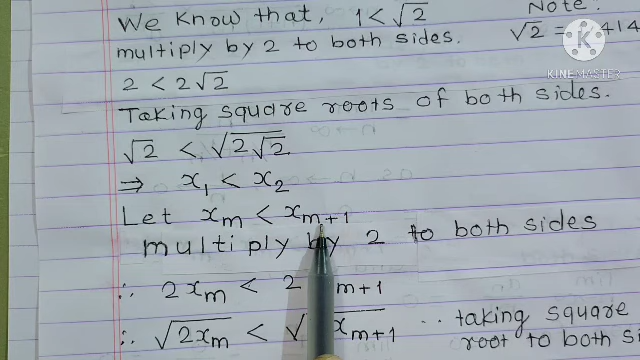 We know that, 1 < √2
Note:
multiply by 2 to both sides.
√2 = 414
KINEMASTER
2 < 2√2
Taking square roots of both sides.
√2 < √(2√2)
⇒ x₁ < x₂
Let xₘ < xₘ₊₁
multiply by 2 to both sides
∴ 2xₘ < 2 ₘ₊₁
∴ √(2xₘ) < √ xₘ₊₁ .. taking square
root to both si